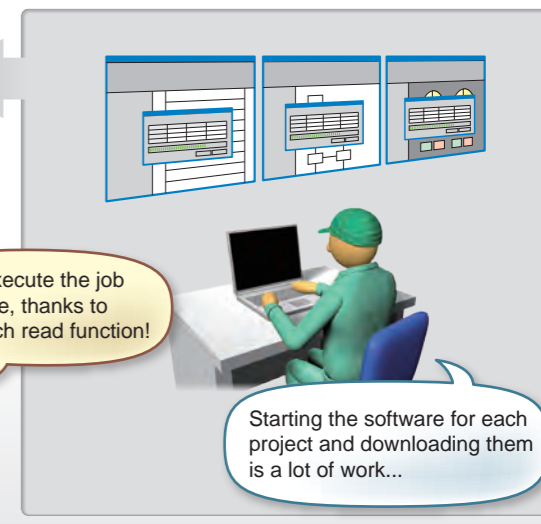 xecute the job
e, thanks to
ch read function!
Starting the software for each
project and downloading them
is a lot of work...